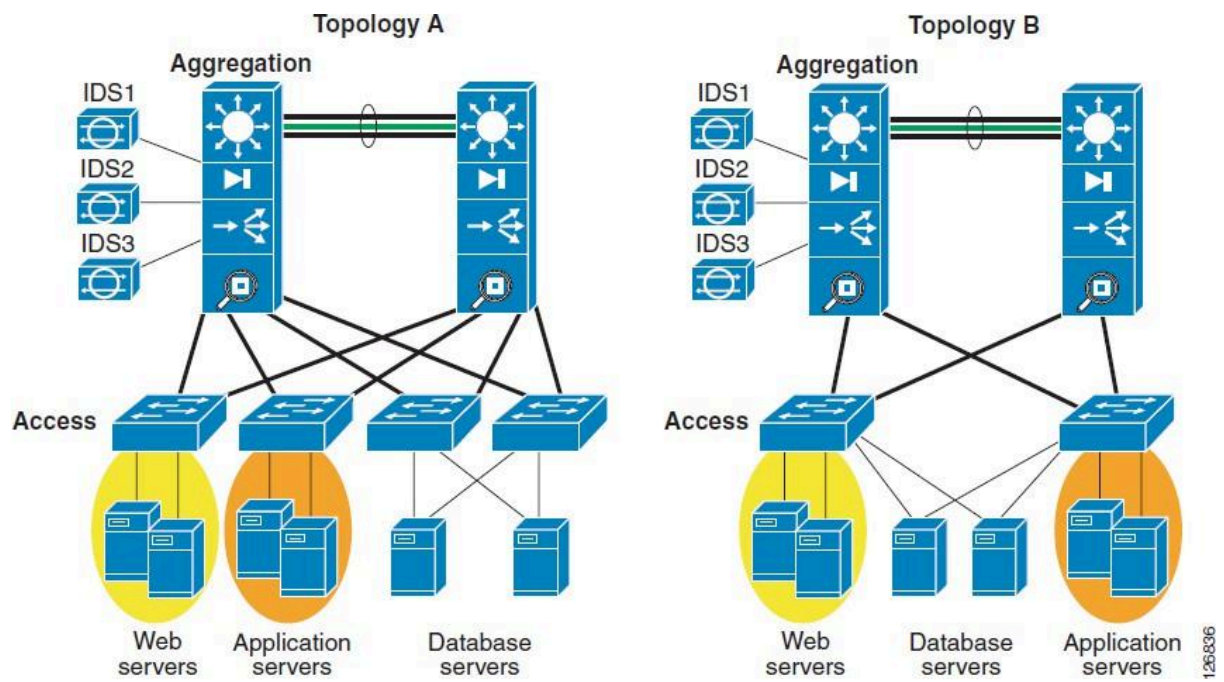 Topology A
Aggregation
IDS1
IDS2
IDS3
Access
Web
servers
Application
servers
Database
servers
Topology B
Aggregation
IDS1
IDS2
IDS3
Access
Web
servers
Database
servers
Application
servers
126836